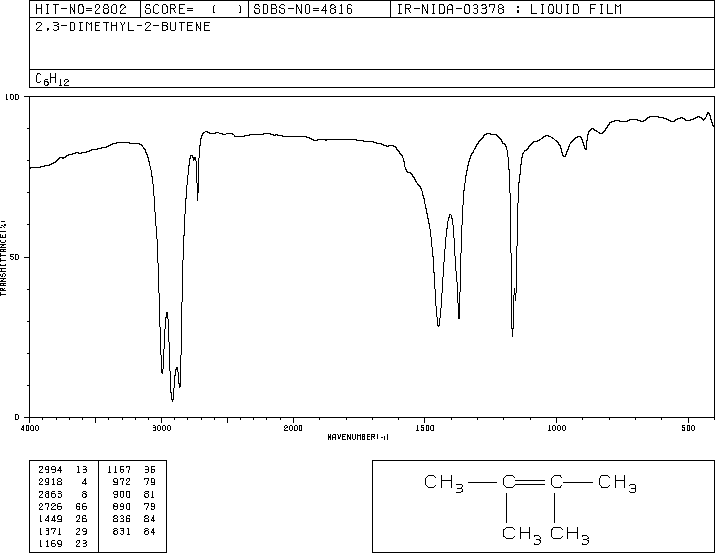 HIT-NO=2802 SCORE= ( ) SDBS-NO=4816 IR-NIDA-03378 : LIQUID FILM
2,3-DIMETHYL-2-BUTENE
C6H12
100
50
0
TRANSMITTANCE(%)
4000 3000 2000 1500 1000 500
WAVENUMBER(-1)
2994 13 1157 36
2918 4 972 79
2863 8 900 81
2726 66 890 79
1449 26 836 84
1371 29 831 84
1169 23
CH3 C C CH3
CH3 CH3